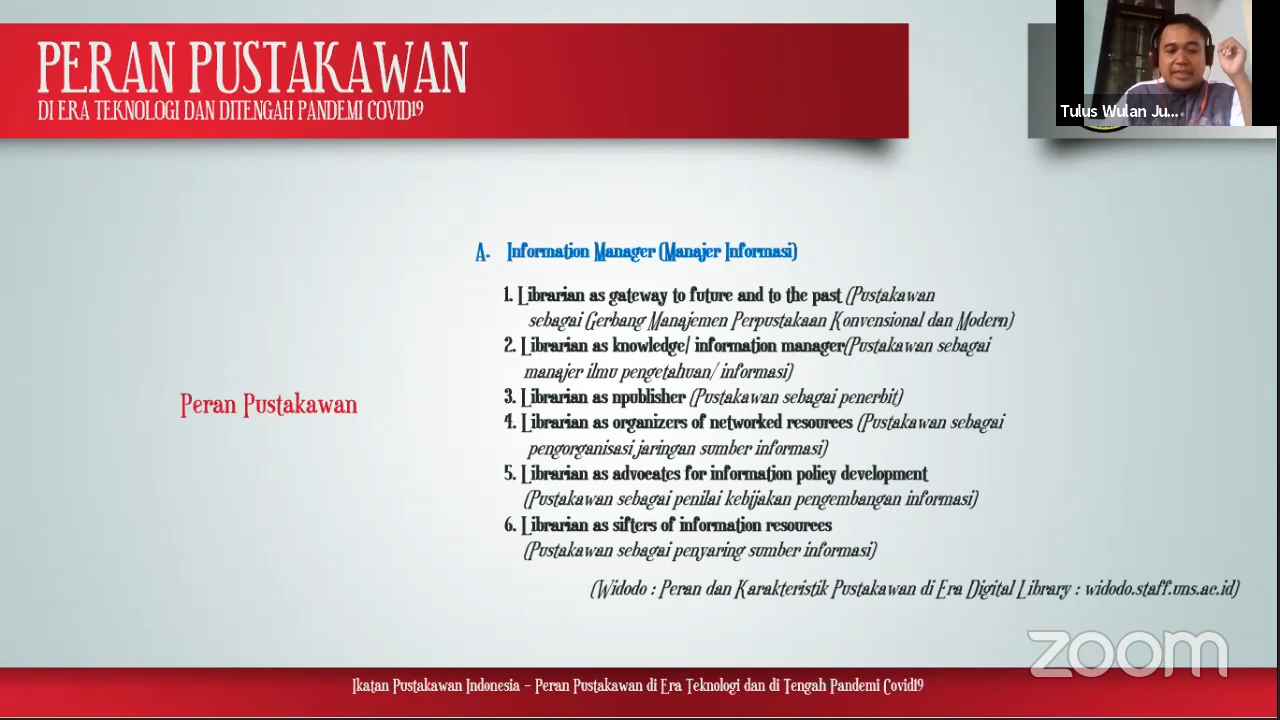 PERAN PUSTAKAWAN
DI ERA TEKNOLOGI DAN DITENGAH PANDEMI COVID19
Tulus Wulan Ju...
A. Information Manager (Manajer Informasi)
1. Librarian as gateway to future and to the past (Pustakawan
sebagai Gerbang Manajemen Perpustakaan Konvensional dan Modern)
2. Librarian as knowledge/ information manager(Pustakawan sebagai
manajer ilmu pengetahuan/ informasi)
Peran Pustakawan
3. Librarian as npublisher (Pustakawan sebagai penerbit)
4. Librarian as organizers of networked resources (Pustakawan sebagai
pengorganisasi jaringan sumber informasi)
5. Librarian as advocates for information policy development
(Pustakawan sebagai penilai kebijakan pengembangan informasi)
6. Librarian as sifters of information resources
(Pustakawan sebagai penyaring sumber informasi)
(Widodo : Peran dan Karakteristik Pustakawan di Era Digital Library : widodo.staff.uns.ac.id)
zoom
Ikatan Pustakawan Indonesia – Peran Pustakawan di Era Teknologi dan di Tengah Pandemi Covid19